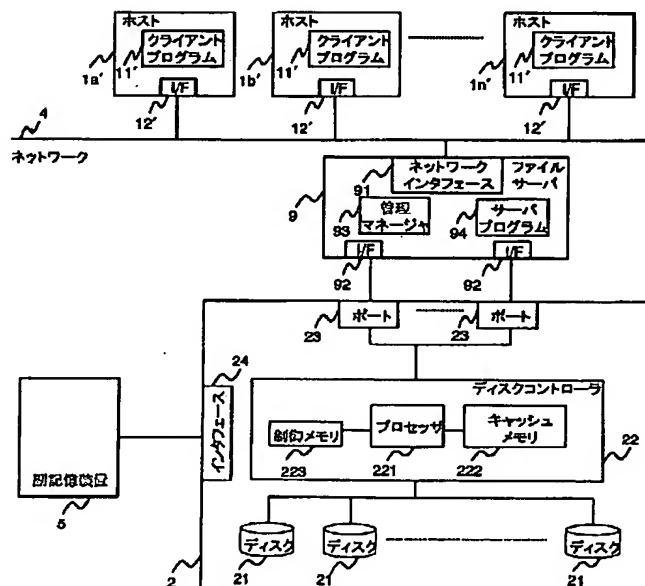 ホスト
クライアント
プログラム
11'
1a'
I/F
12'
ホスト
クライアント
プログラム
11'
1b'
I/F
12'
ホスト
クライアント
プログラム
11'
1n'
I/F
12'
4
ネットワーク
9
91
ネットワーク
インタフェース
ファイル
サーバ
93
管理
マネージャ
94
サーバ
プログラム
I/F
92
I/F
92
ポート
23
ポート
23
24
インタフェース
副記憶装置
5
ディスクコントローラ
制御メモリ
223
プロセッサ
221
キャッシュ
メモリ
222
22
ディスク
21
ディスク
21
ディスク
21
2